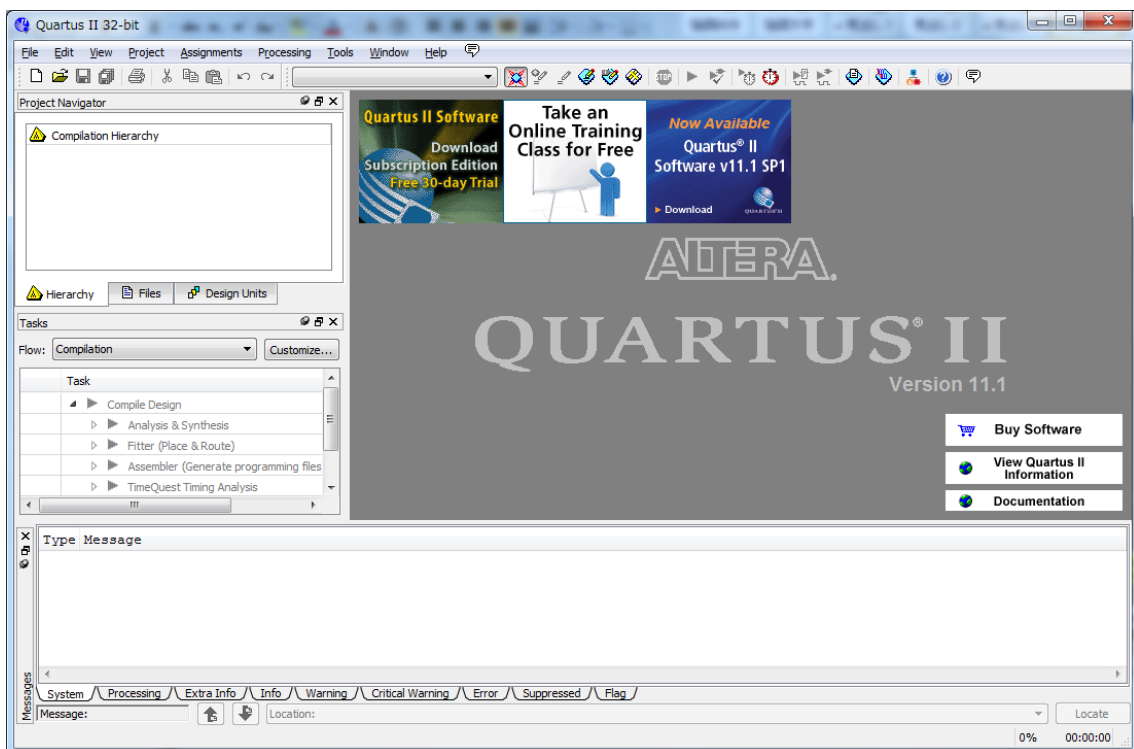 Quartus II 32-bit
File Edit View Project Assignments Processing Tools Window Help
STOP
Project Navigator
Compilation Hierarchy
Hierarchy Files Design Units
Tasks
Flow: Compilation Customize...
Task
Compile Design
Analysis & Synthesis
Fitter (Place & Route)
Assembler (Generate programming files
TimeQuest Timing Analysis
Quartus II Software
Download
Subscription Edition
Free 30-day Trial
Take an
Online Training
Class for Free
Now Available
Quartus® II
Software v11.1 SP1
Download
QUARTUS II
ALTERA.
QUARTUS® II
Version 11.1
Buy Software
View Quartus II
Information
Documentation
Type Message
Messages
System Processing Extra Info Info Warning Critical Warning Error Suppressed Flag
Message: Location: Locate
0% 00:00:00